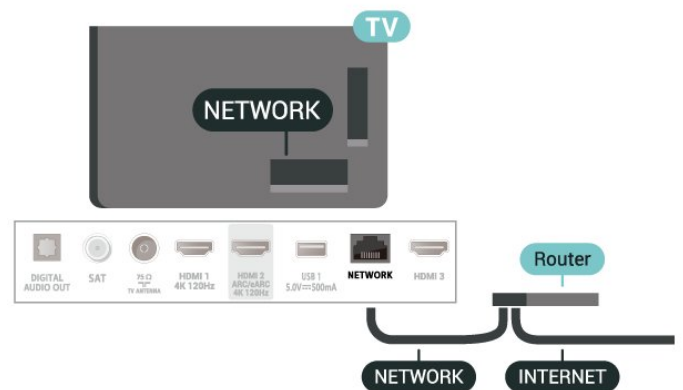 TV
NETWORK
DIGITAL
AUDIO OUT
SAT
75 Ω
TV ANTENNA
HDMI 1
4K 120Hz
HDMI 2
ARC/eARC
4K 120Hz
USB 1
5.0V⎓500mA
NETWORK
HDMI 3
Router
NETWORK
INTERNET